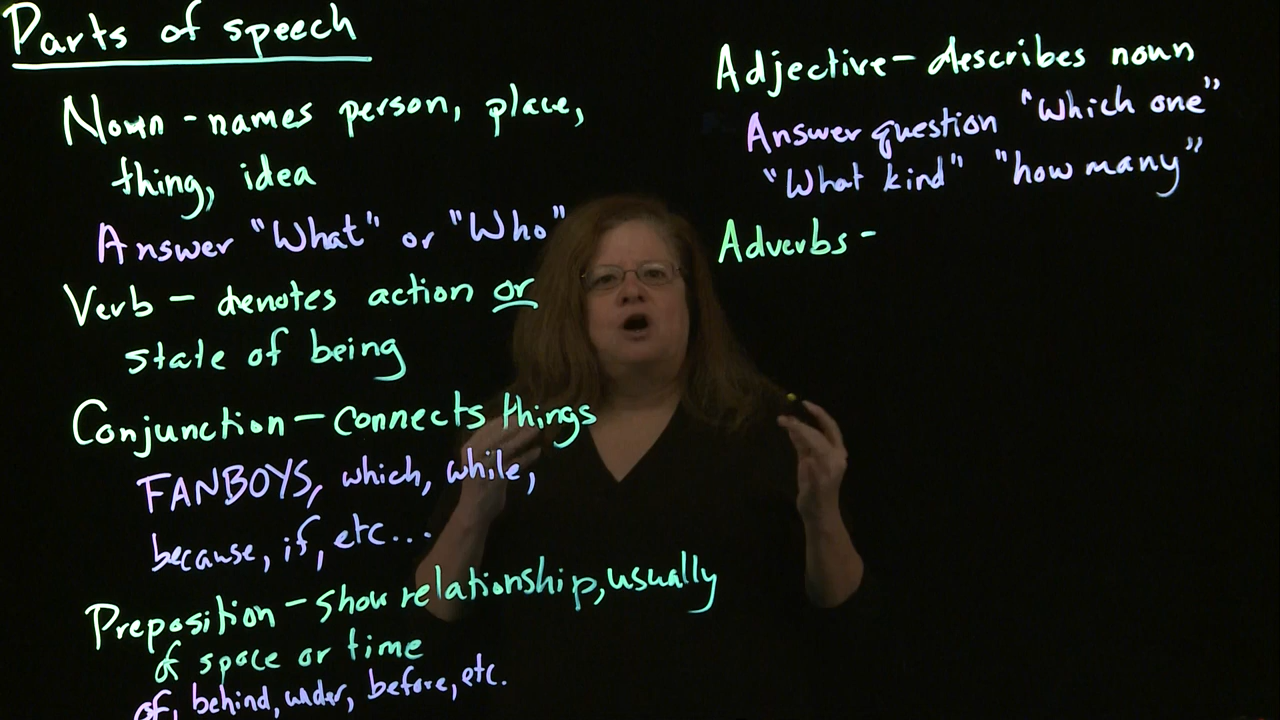 Parts of speech
Noun - names person, place,
thing, idea
Answer "What" or "Who"
Verb - denotes action or
state of being
Conjunction - connects things
FANBOYS, which, while,
because, if, etc...
Preposition - show relationship, usually
of space or time
of, behind, under, before, etc.
Adjective - describes noun
Answer question "Which one"
"What kind" "how many"
Adverbs -